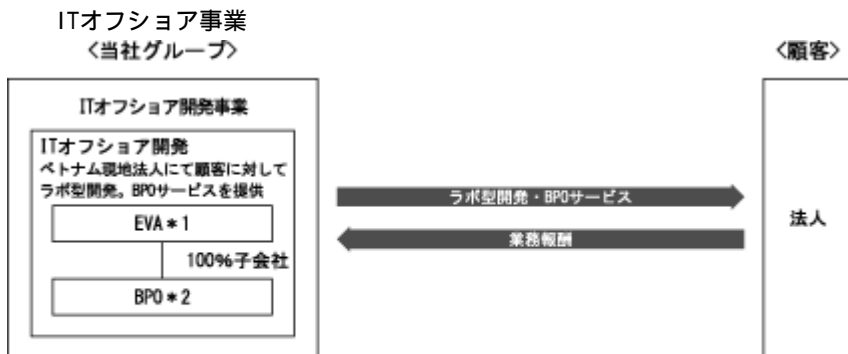 ITオフショア事業
〈当社グループ〉
〈顧客〉
ITオフショア開発事業
ITオフショア開発
ベトナム現地法人にて顧客に対して
ラボ型開発。BPOサービスを提供
EVA*1
100%子会社
BPO*2
ラボ型開発・BPOサービス
業務報酬
法人